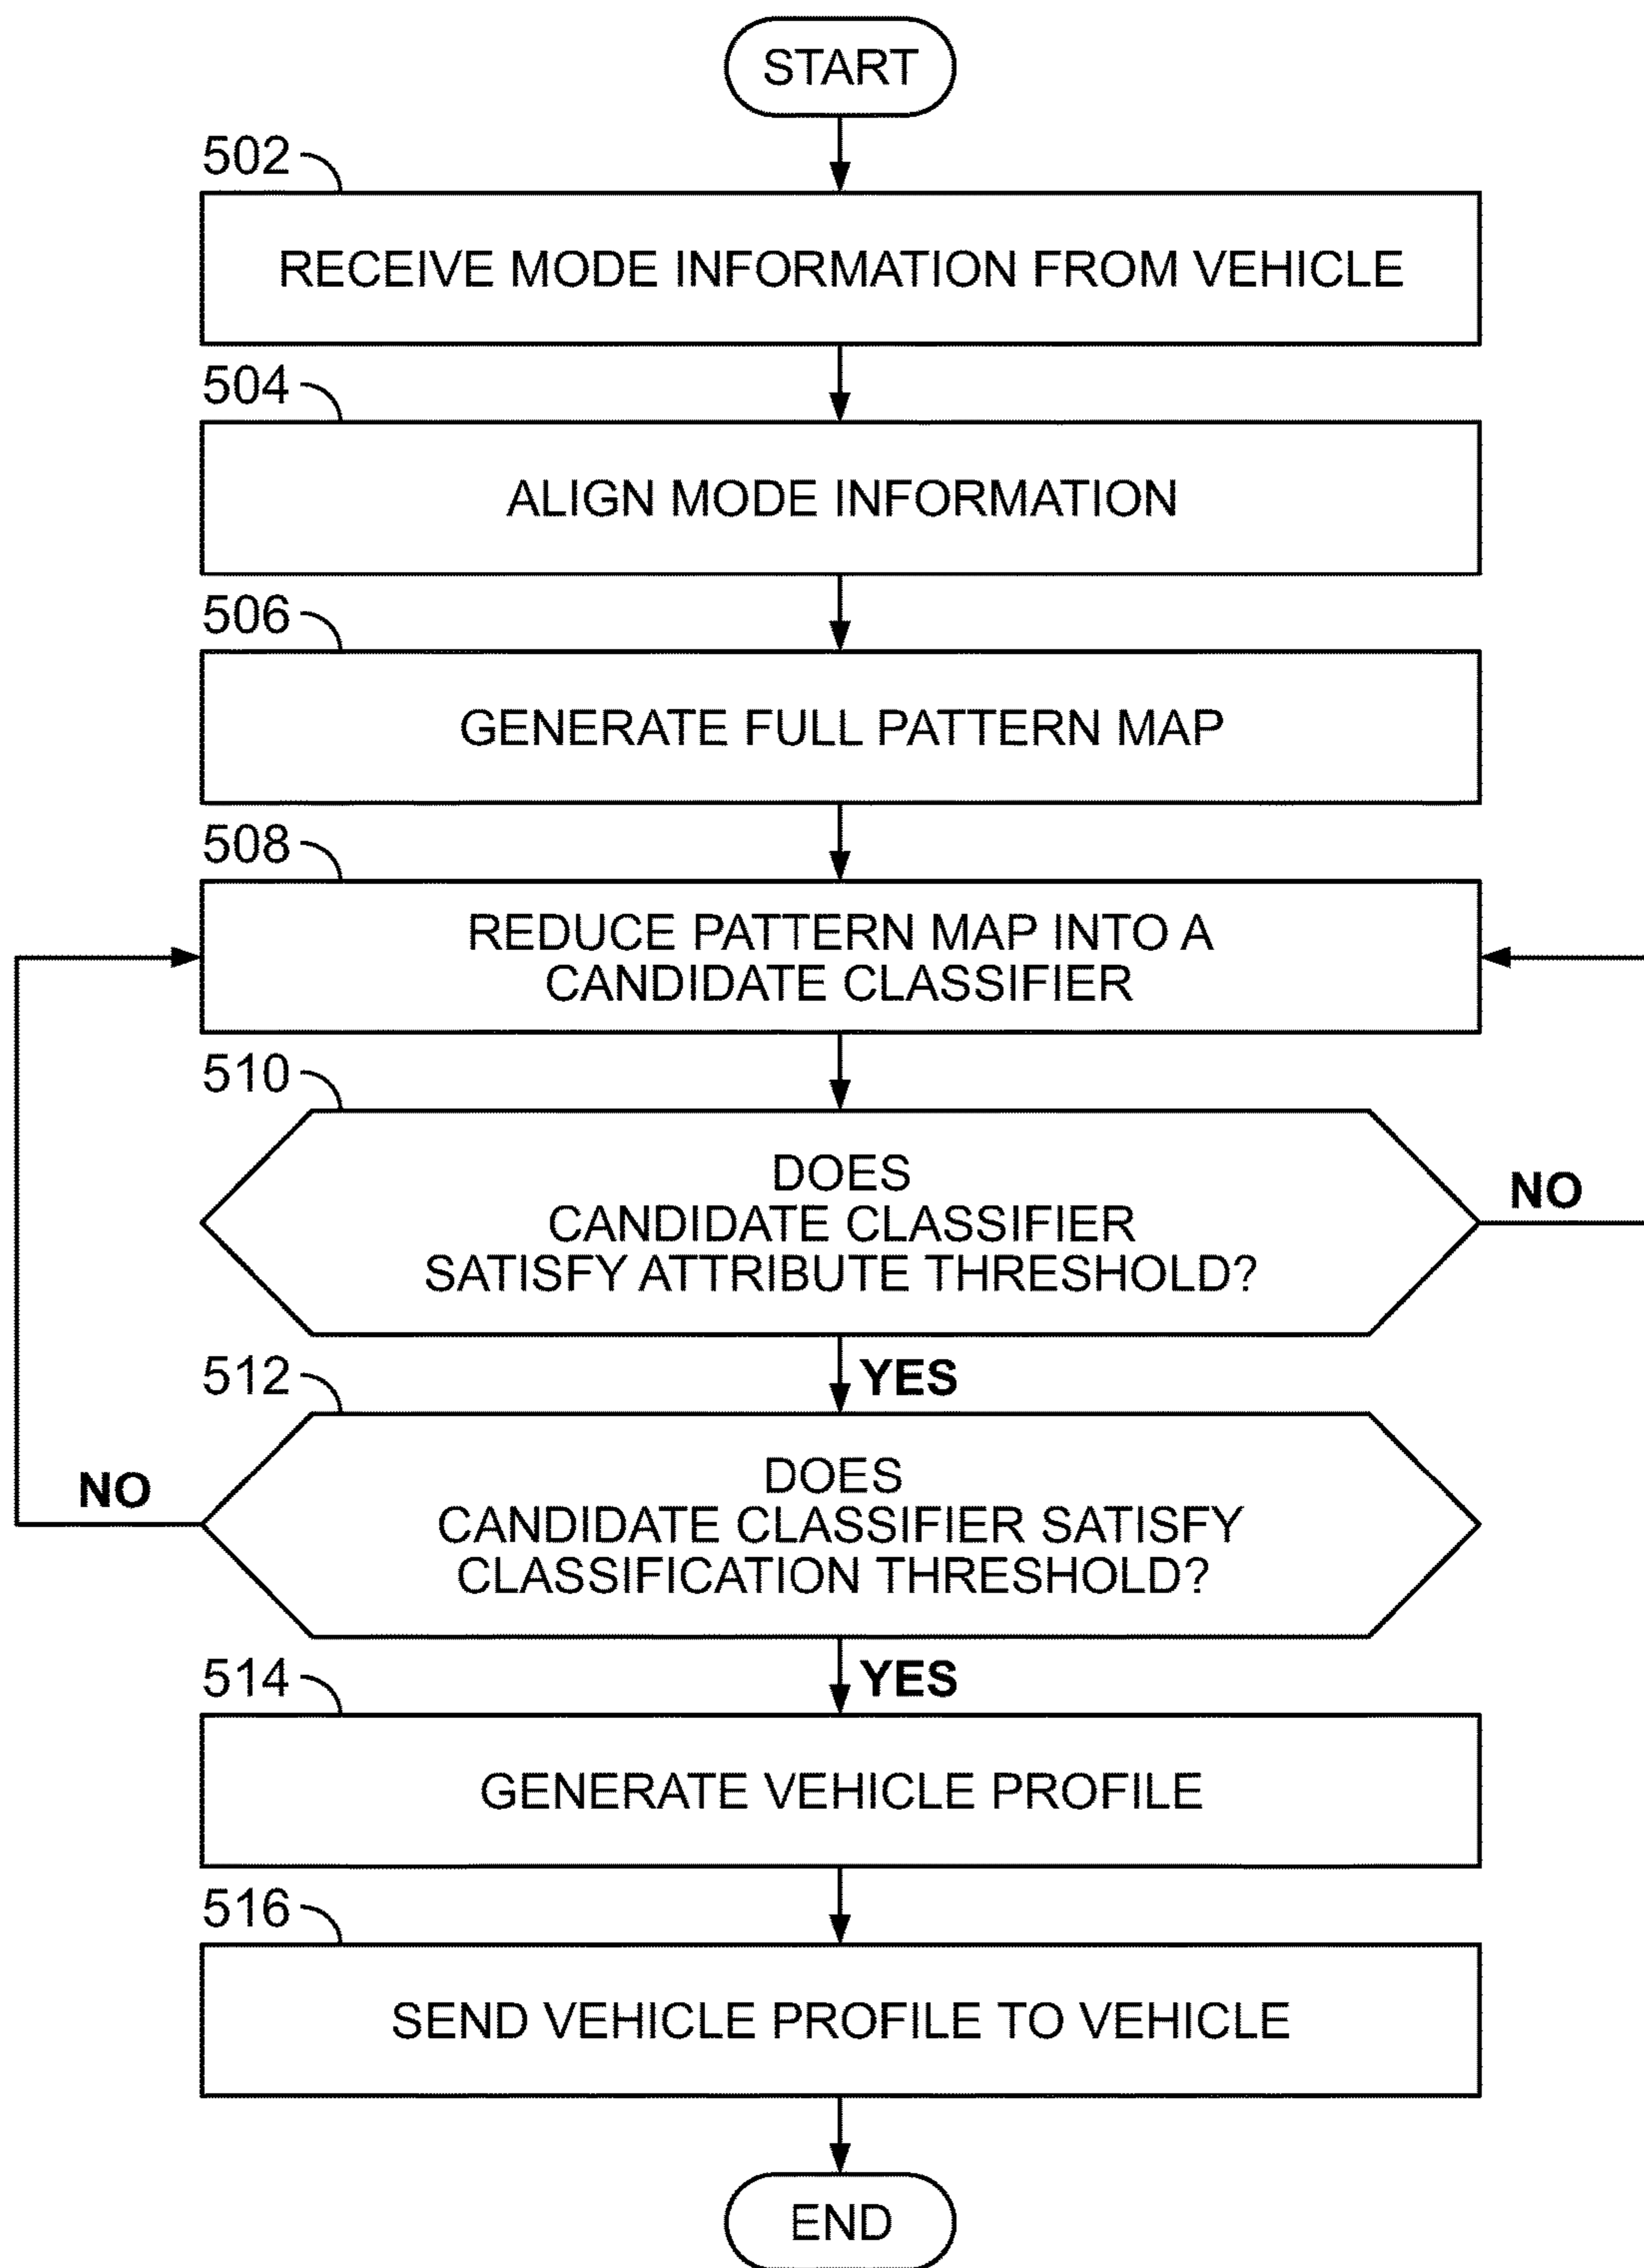 START
502
RECEIVE MODE INFORMATION FROM VEHICLE
504
ALIGN MODE INFORMATION
506
GENERATE FULL PATTERN MAP
508
REDUCE PATTERN MAP INTO A
CANDIDATE CLASSIFIER
510
DOES
CANDIDATE CLASSIFIER
SATISFY ATTRIBUTE THRESHOLD?
NO
YES
512
DOES
CANDIDATE CLASSIFIER SATISFY
CLASSIFICATION THRESHOLD?
NO
YES
514
GENERATE VEHICLE PROFILE
516
SEND VEHICLE PROFILE TO VEHICLE
END